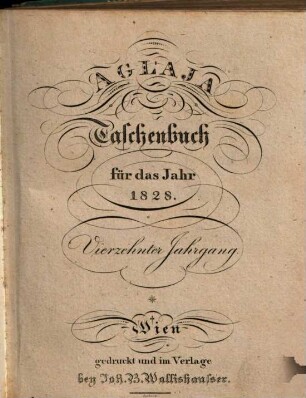 AGLAJA
Taschenbuch
für das Jahr
1828.
Vierzehnter Jahrgang
Wien
gedruckt und im Verlage
bey Joh. B. Wallishausser.